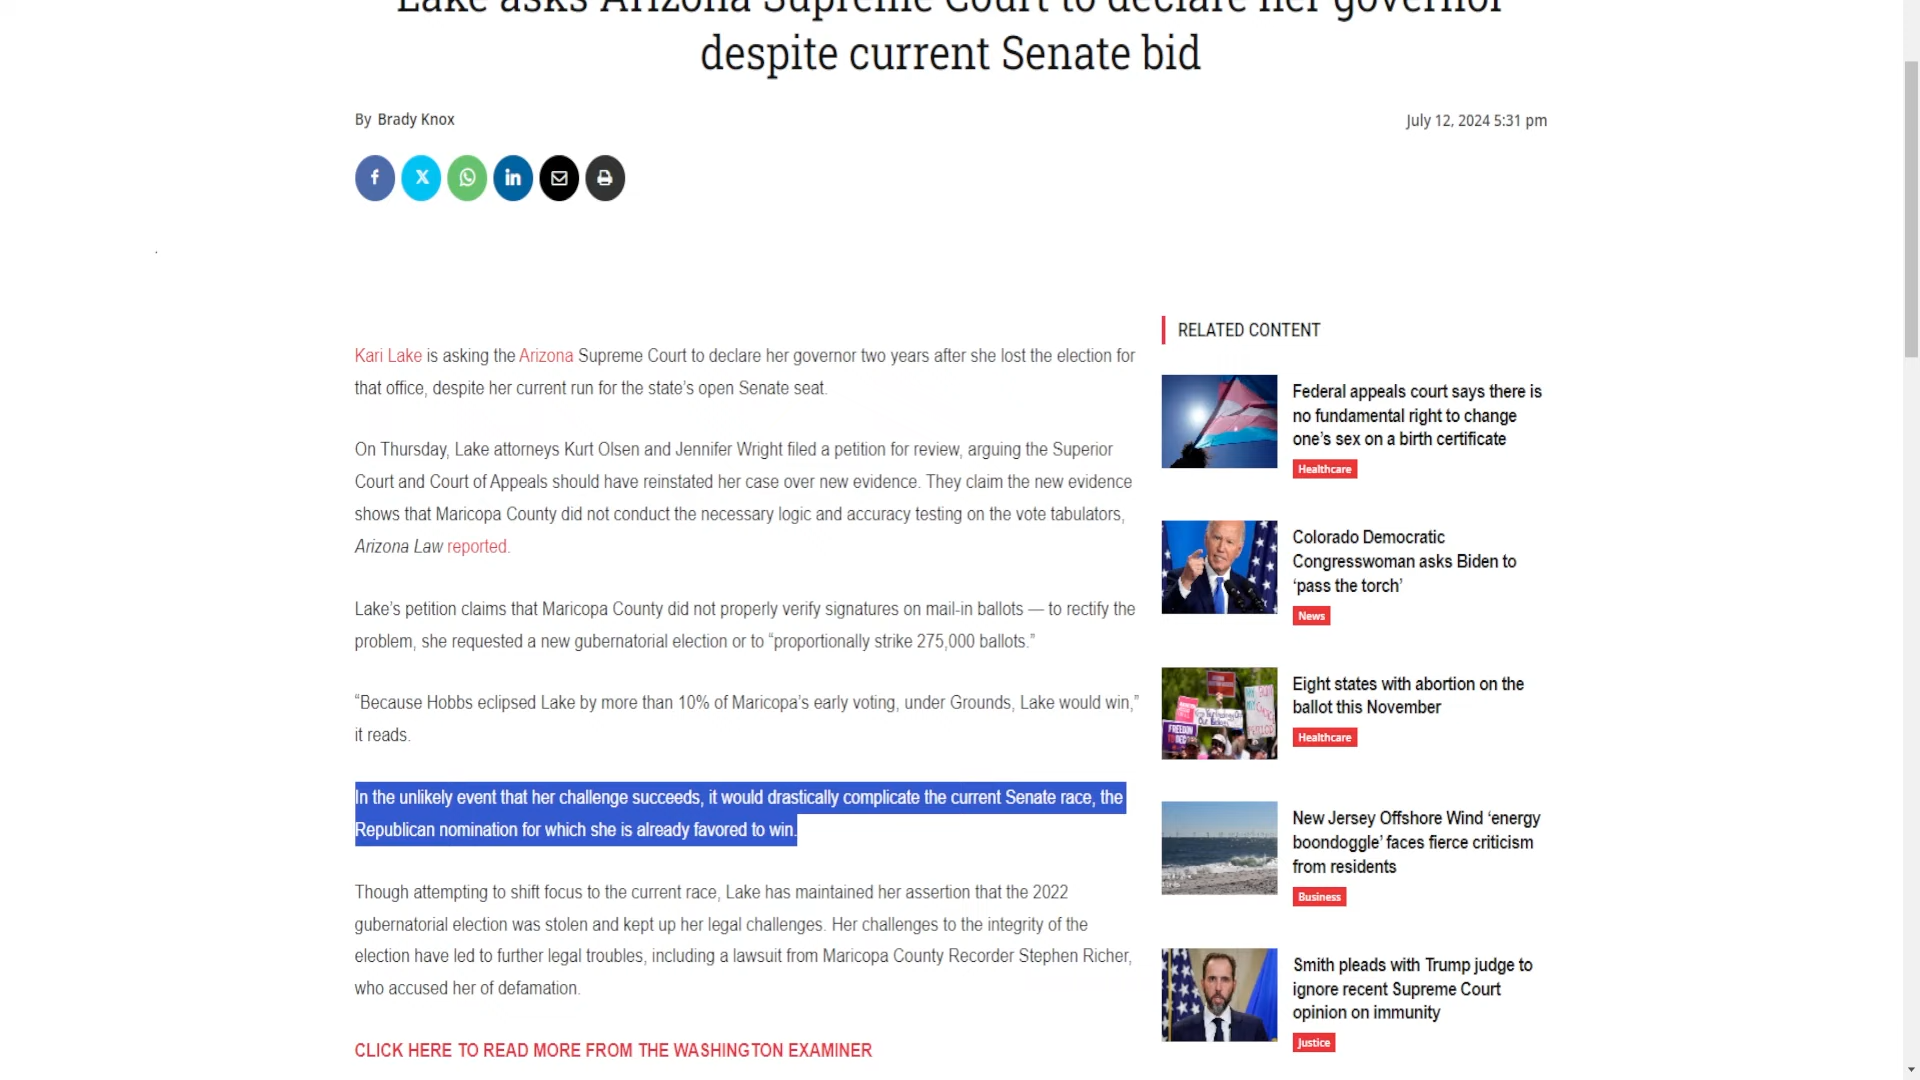 Lake asks Arizona Supreme Court to declare her governor
despite current Senate bid
By Brady Knox
July 12, 2024 5:31 pm
Kari Lake is asking the Arizona Supreme Court to declare her governor two years after she lost the election for
that office, despite her current run for the state’s open Senate seat.
On Thursday, Lake attorneys Kurt Olsen and Jennifer Wright filed a petition for review, arguing the Superior
Court and Court of Appeals should have reinstated her case over new evidence. They claim the new evidence
shows that Maricopa County did not conduct the necessary logic and accuracy testing on the vote tabulators,
Arizona Law reported.
Lake’s petition claims that Maricopa County did not properly verify signatures on mail-in ballots — to rectify the
problem, she requested a new gubernatorial election or to “proportionally strike 275,000 ballots.”
“Because Hobbs eclipsed Lake by more than 10% of Maricopa’s early voting, under Grounds, Lake would win,”
it reads.
In the unlikely event that her challenge succeeds, it would drastically complicate the current Senate race, the
Republican nomination for which she is already favored to win.
Though attempting to shift focus to the current race, Lake has maintained her assertion that the 2022
gubernatorial election was stolen and kept up her legal challenges. Her challenges to the integrity of the
election have led to further legal troubles, including a lawsuit from Maricopa County Recorder Stephen Richer,
who accused her of defamation.
CLICK HERE TO READ MORE FROM THE WASHINGTON EXAMINER
RELATED CONTENT
Federal appeals court says there is
no fundamental right to change
one’s sex on a birth certificate
Healthcare
Colorado Democratic
Congresswoman asks Biden to
‘pass the torch’
News
Eight states with abortion on the
ballot this November
Healthcare
New Jersey Offshore Wind ‘energy
boondoggle’ faces fierce criticism
from residents
Business
Smith pleads with Trump judge to
ignore recent Supreme Court
opinion on immunity
Justice